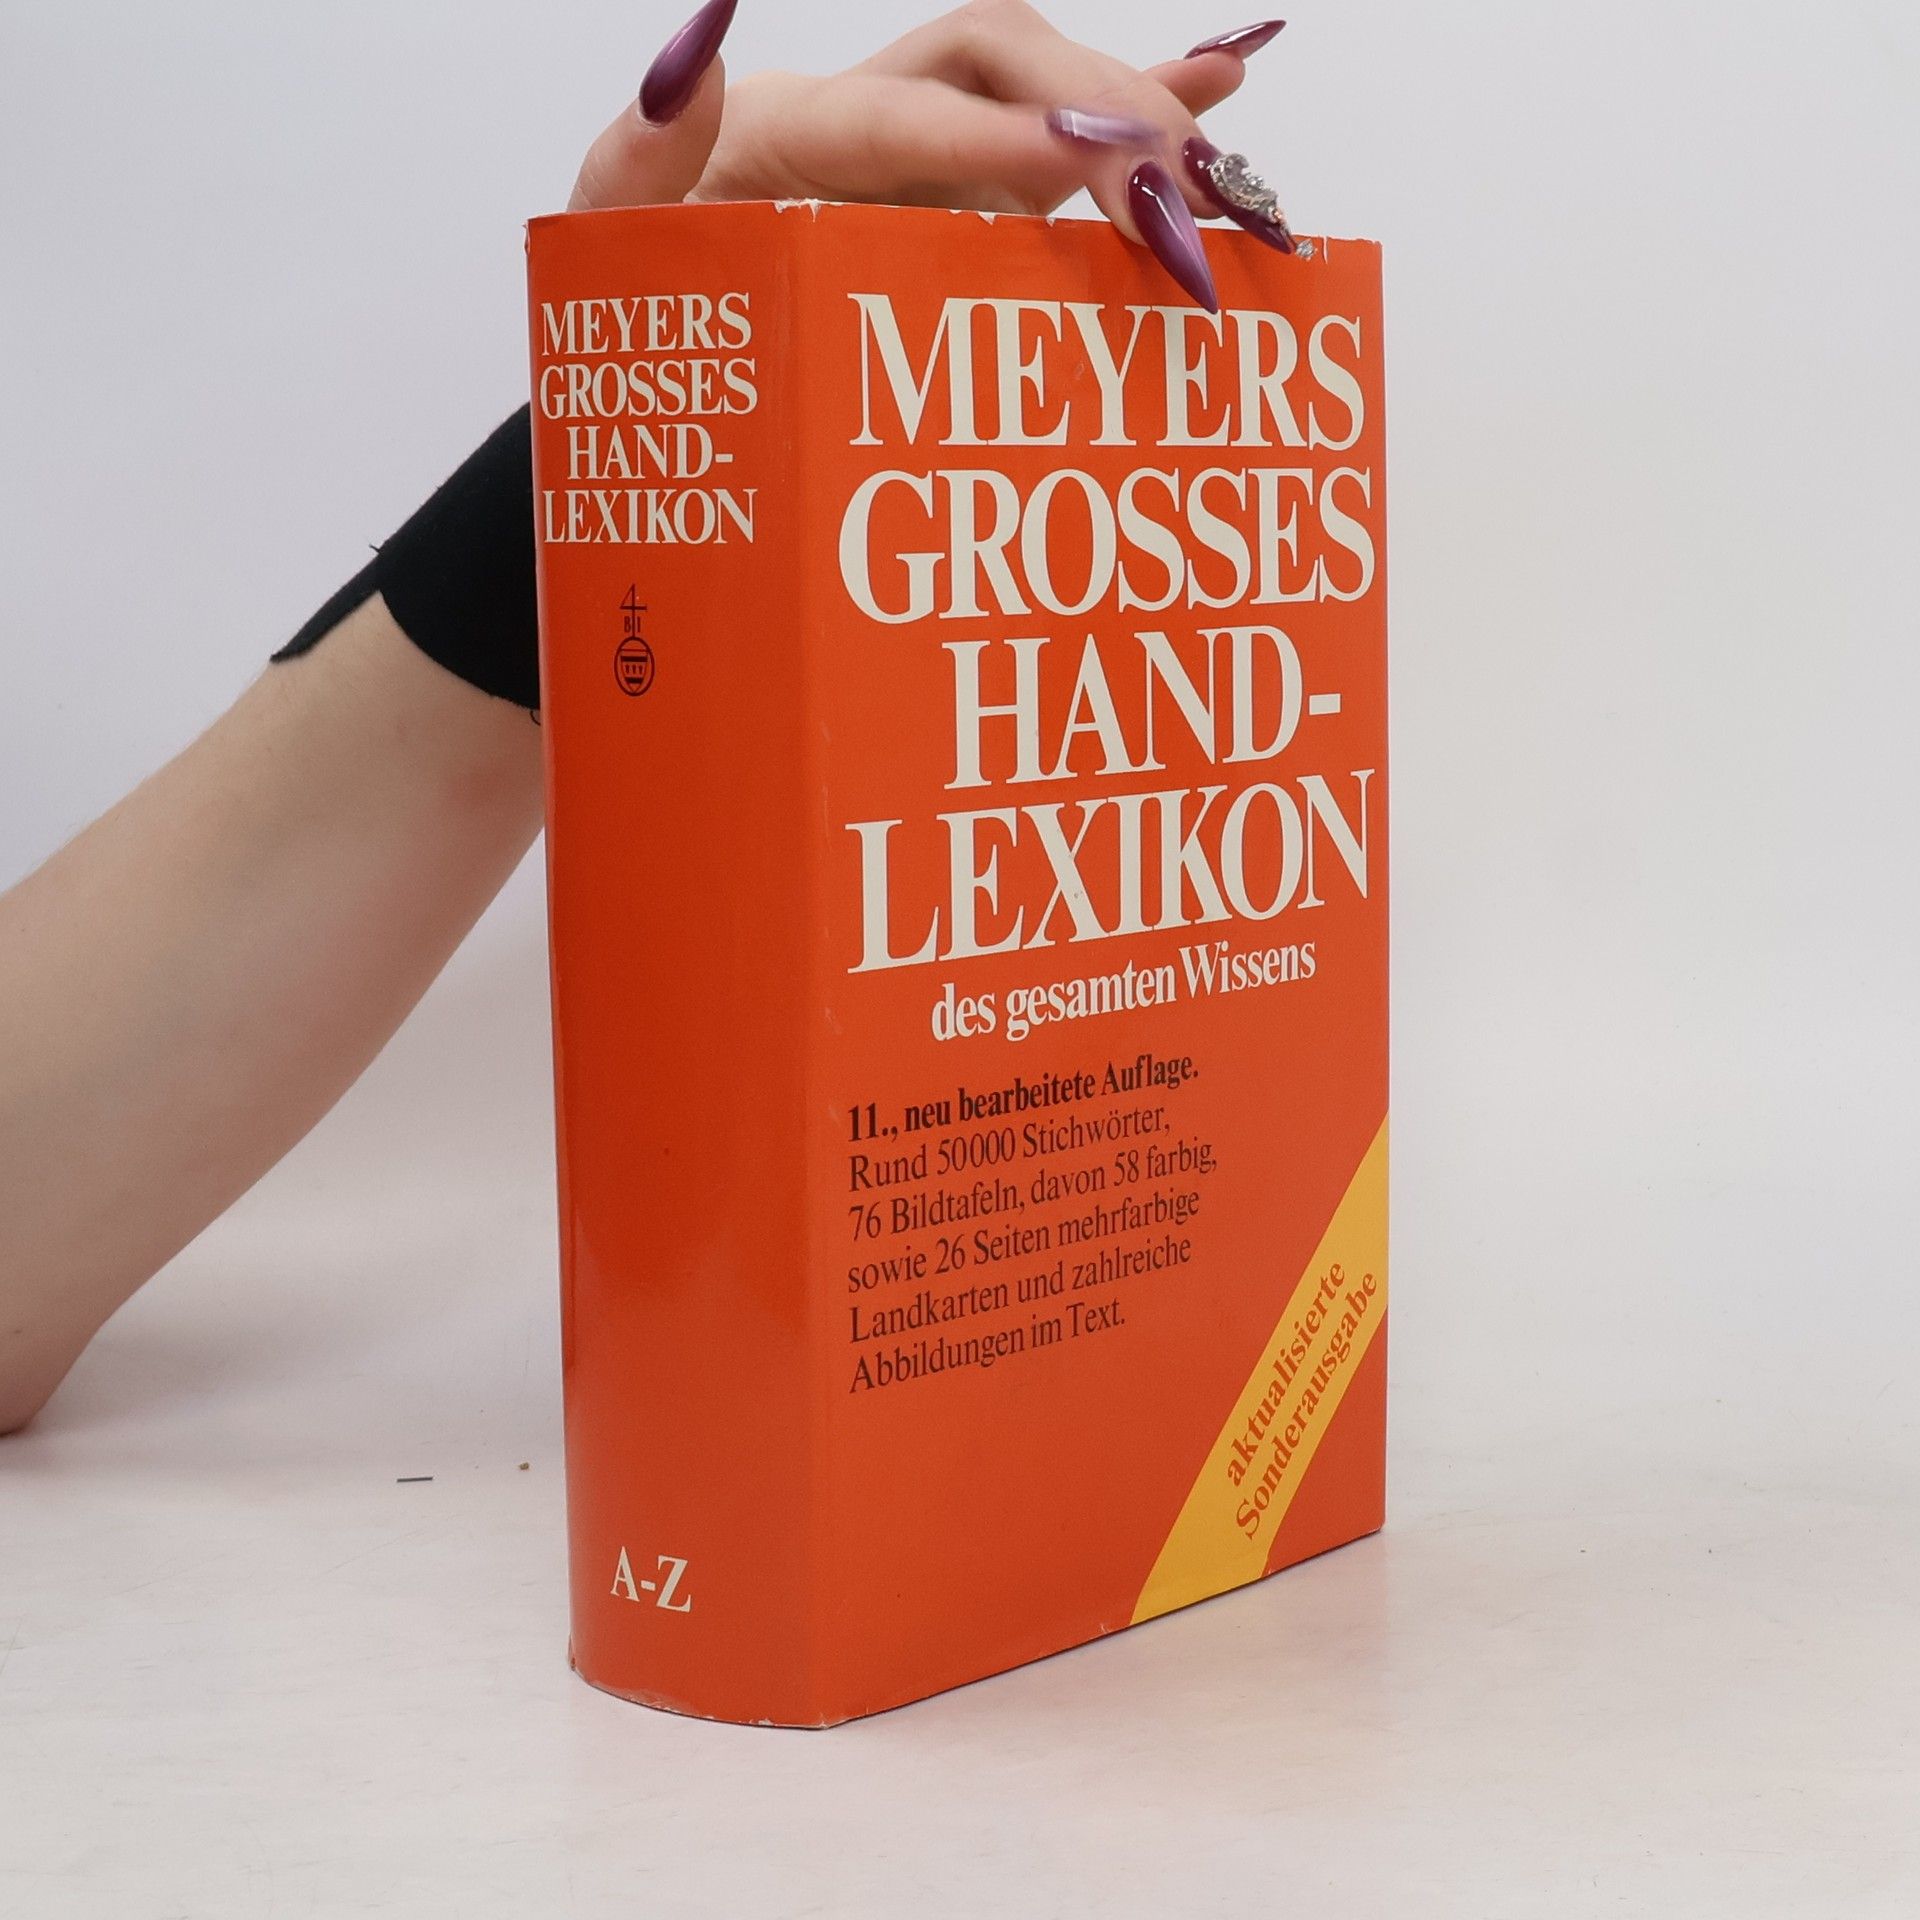 MEYERS
GROSSES
HAND-
LEXIKON
4
B I
A-Z
MEYERS
GROSSES
HAND-
LEXIKON
des gesamten Wissens
11., neu bearbeitete Auflage.
Rund 50000 Stichwörter,
76 Bildtafeln, davon 58 farbig,
sowie 26 Seiten mehrfarbige
Landkarten und zahlreiche
Abbildungen im Text.
aktualisierte
Sonderausgabe